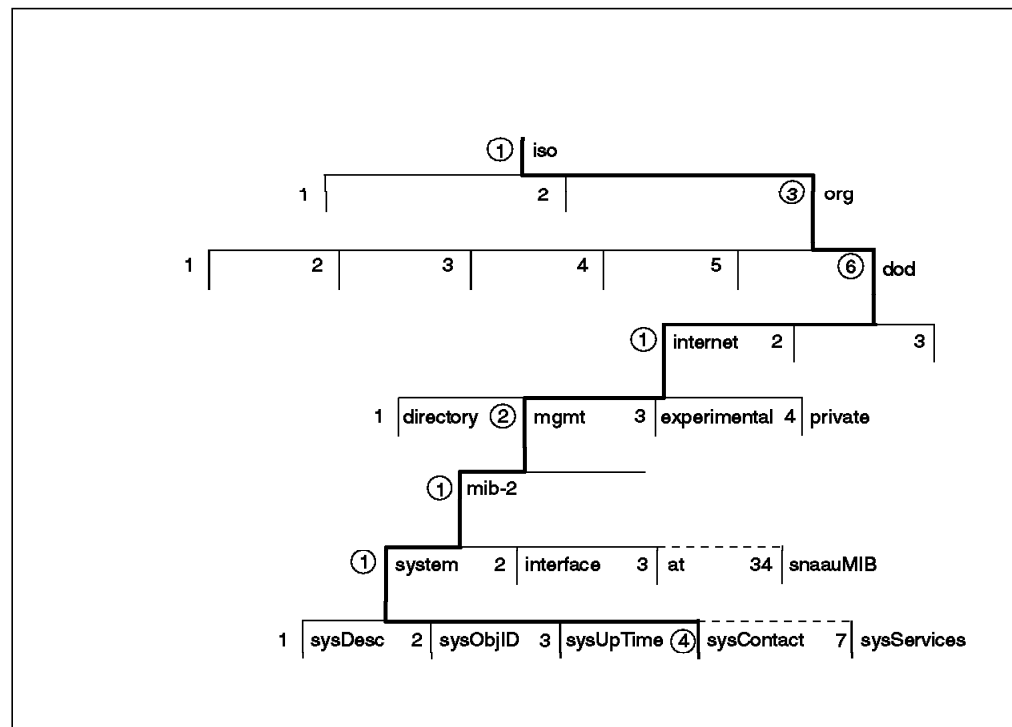 1 iso
1 2 3 org
1 2 3 4 5 6 dod
1 internet 2 3
1 directory 2 mgmt 3 experimental 4 private
1 mib-2
1 system 2 interface 3 at 34 snaauMIB
1 sysDesc 2 sysObjID 3 sysUpTime 4 sysContact 7 sysServices